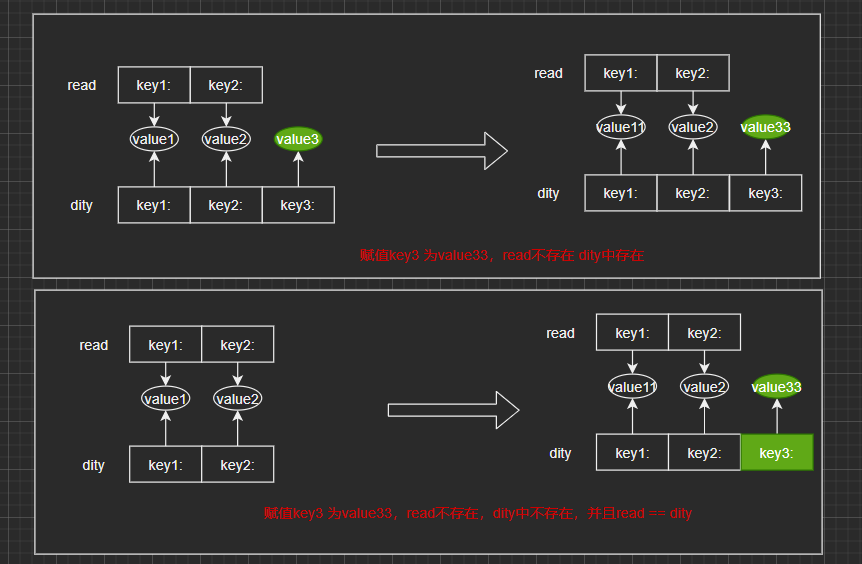 read key1: key2:
value1 value2 value3
dity key1: key2: key3:
read key1: key2:
value11 value2 value33
dity key1: key2: key3:
赋值key3 为value33，read不存在 dity中存在
read key1: key2:
value1 value2
dity key1: key2:
read key1: key2:
value11 value2 value33
dity key1: key2: key3:
赋值key3 为value33，read不存在，dity中不存在，并且read == dity